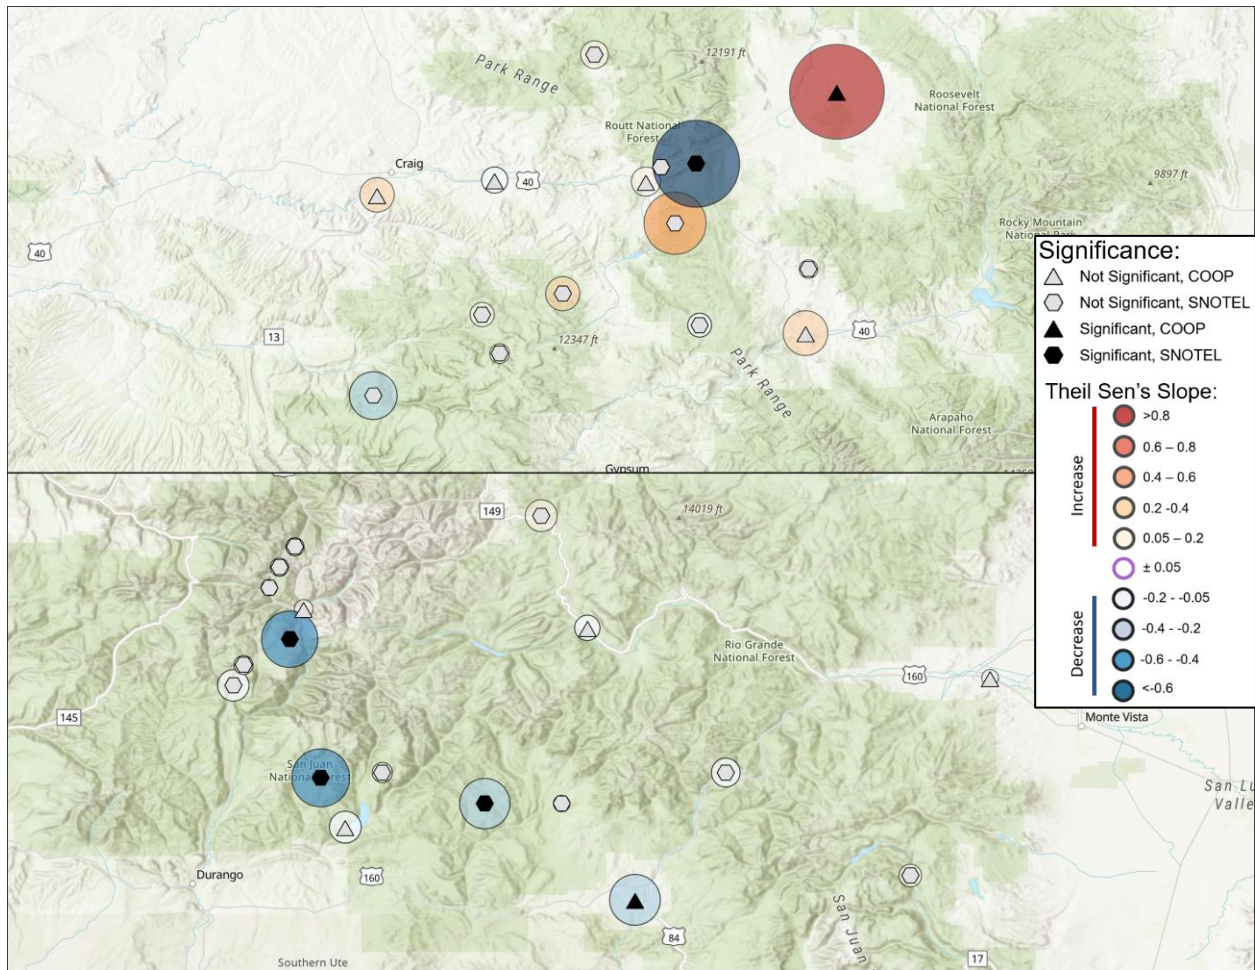 12191 ft
Park Range
Roosevelt
National Forest
Routt National
Forest
Craig
40
9897 ft
Rocky Mountain
National Park
40
Significance:
Not Significant, COOP
Not Significant, SNOTEL
Significant, COOP
Significant, SNOTEL
13
12347 ft
40
Park Range
Arapaho
National Forest
Gypsum
Theil Sen's Slope:
Increase
>0.8
0.6 – 0.8
0.4 – 0.6
0.2 -0.4
0.05 – 0.2
± 0.05
Decrease
-0.2 - -0.05
-0.4 - -0.2
-0.6 - -0.4
<-0.6
149
14019 ft
Rio Grande
National Forest
160
145
Monte Vista
San Juan
National Forest
San Lu
Valle
Durango
160
San Juan
84
Southern Ute
17